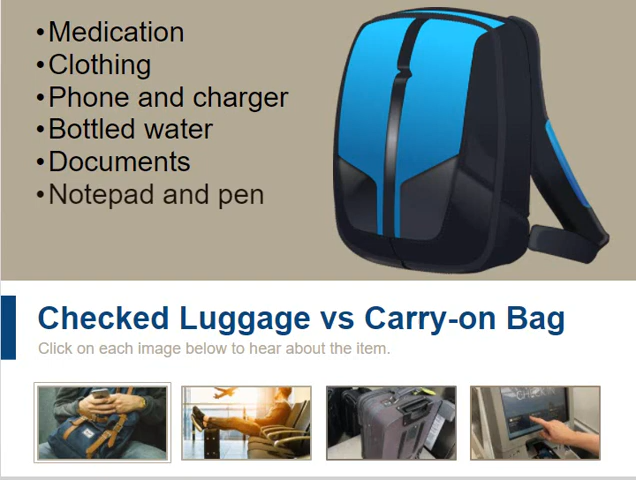 •Medication
•Clothing
•Phone and charger
•Bottled water
•Documents
•Notepad and pen
Checked Luggage vs Carry-on Bag
Click on each image below to hear about the item.